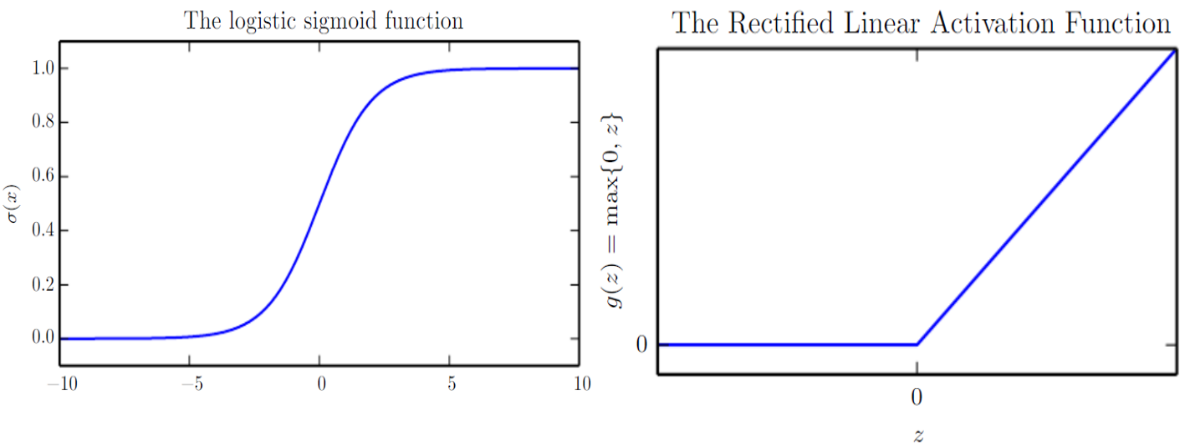 The logistic sigmoid function
1.0
0.8
0.6
0.4
0.2
0.0
σ(x)
−10
−5
0
5
10
The Rectified Linear Activation Function
g(z) = max{0, z}
0
0
z